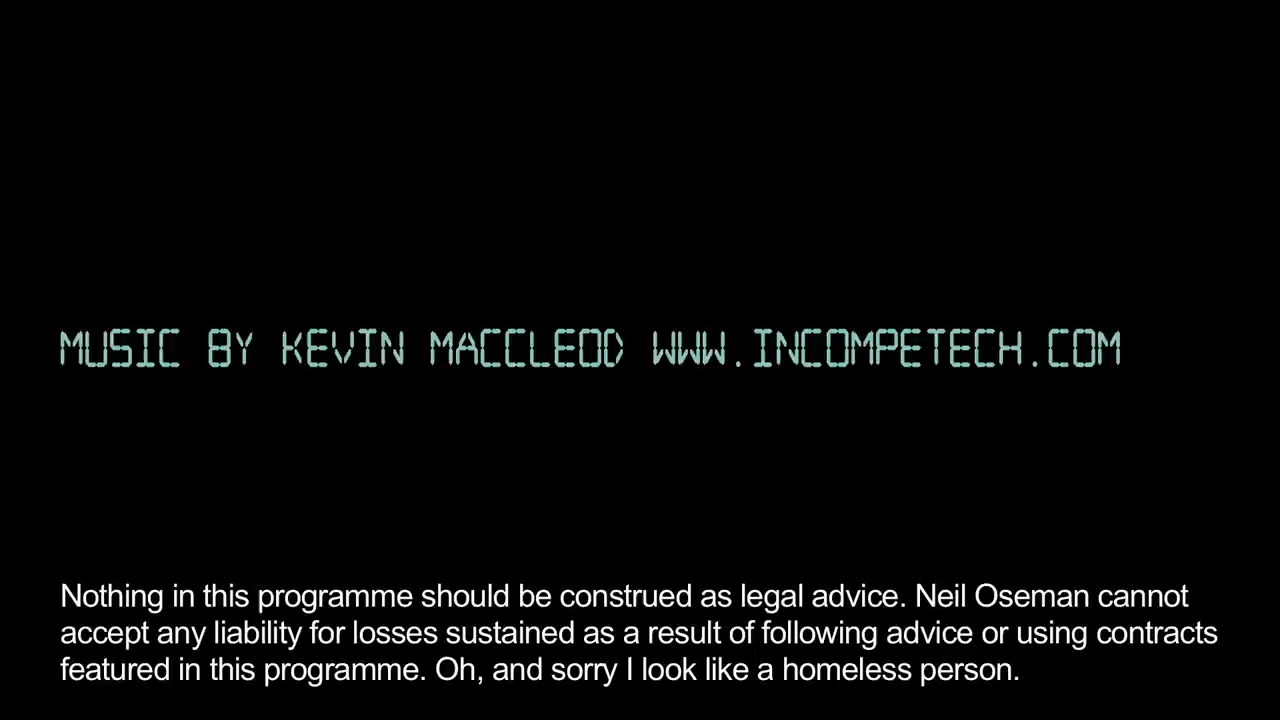 MUSIC BY KEVIN MACCLEOD WWW.INCOMPETECH.COM
Nothing in this programme should be construed as legal advice. Neil Oseman cannot
accept any liability for losses sustained as a result of following advice or using contracts
featured in this programme. Oh, and sorry I look like a homeless person.